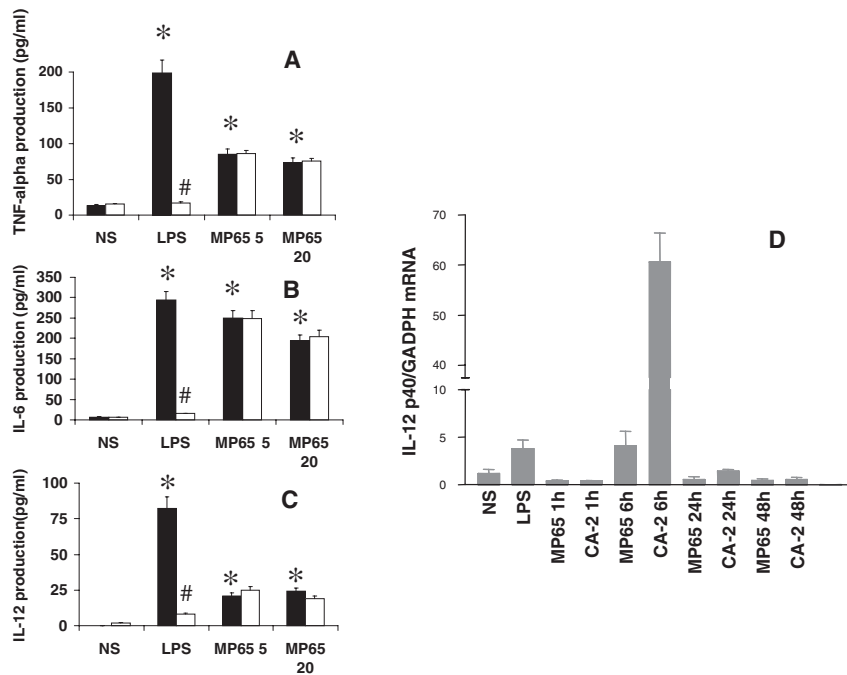 A
TNF-alpha production (pg/ml)
200
150
100
50
0
*
#
*
*
NS LPS MP65 5 MP65
20
B
IL-6 production (pg/ml)
350
300
250
200
150
100
50
0
*
#
*
*
NS LPS MP65 5 MP65
20
C
IL-12 production(pg/ml)
100
75
50
25
0
*
#
*
*
NS LPS MP65 5 MP65
20
D
IL-12 p40/GADPH mRNA
70
60
50
40
10
5
0
NS
LPS
MP65 1h
CA-2 1h
MP65 6h
CA-2 6h
MP65 24h
CA-2 24h
MP65 48h
CA-2 48h